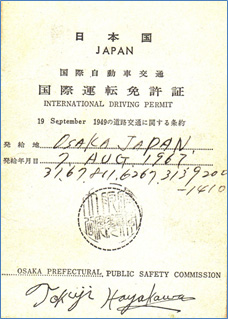 日本国
JAPAN
国際自動車交通
国際運転免許証
INTERNATIONAL DRIVING PERMIT
19 September 1949の道路交通に関する条約
発給地 OSAKA JAPAN.
発給年月日 7. AUG. 1967.
OSAKA PREFECTURAL PUBLIC SAFETY COMMISSION
Tokuji Hayakawa